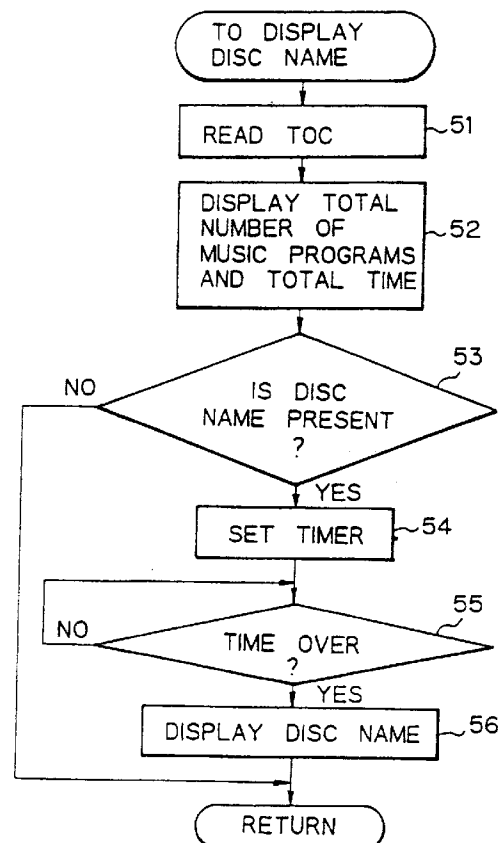 TO DISPLAY
DISC NAME
READ TOC
51
DISPLAY TOTAL
NUMBER OF
MUSIC PROGRAMS
AND TOTAL TIME
52
53
NO
IS DISC
NAME PRESENT
?
YES
SET TIMER
54
55
NO
TIME OVER
?
YES
DISPLAY DISC NAME
56
RETURN